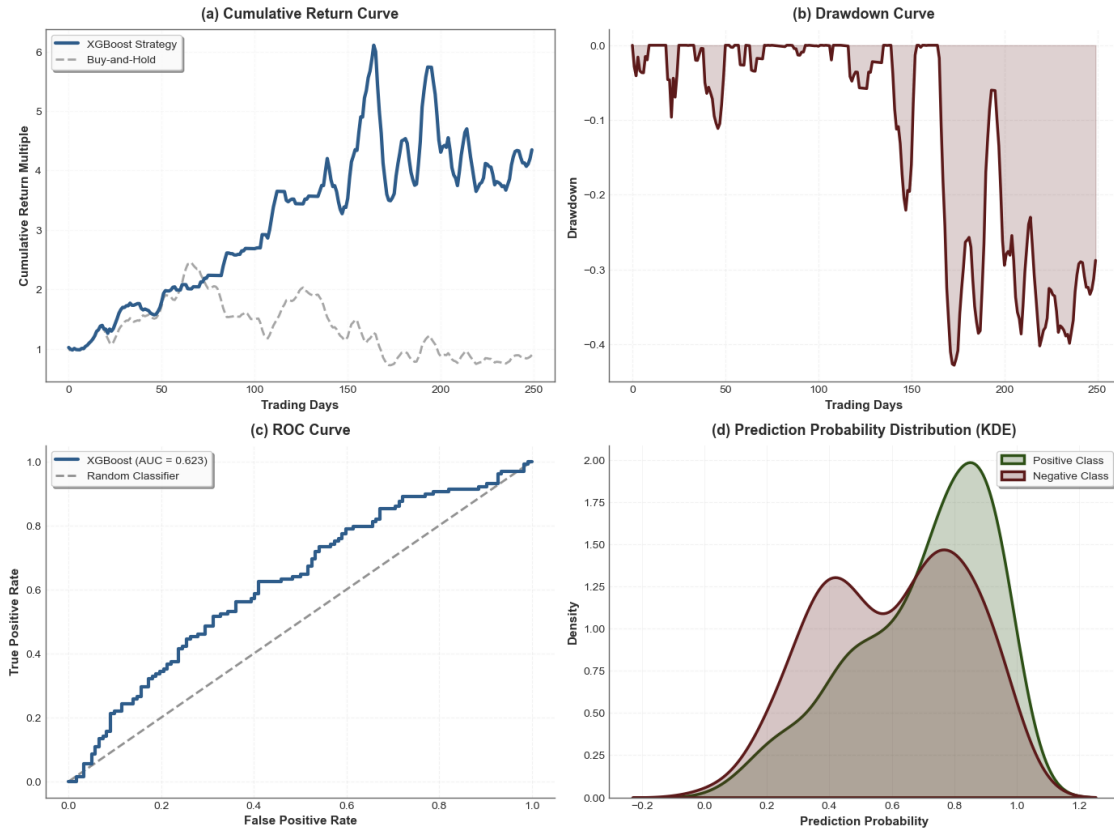 (a) Cumulative Return Curve
XGBoost Strategy
Buy-and-Hold
Cumulative Return Multiple
6
5
4
3
2
1
0 50 100 150 200 250
Trading Days
(b) Drawdown Curve
Drawdown
0.0
−0.1
−0.2
−0.3
−0.4
0 50 100 150 200 250
Trading Days
(c) ROC Curve
XGBoost (AUC = 0.623)
Random Classifier
True Positive Rate
1.0
0.8
0.6
0.4
0.2
0.0
0.0 0.2 0.4 0.6 0.8 1.0
False Positive Rate
(d) Prediction Probability Distribution (KDE)
Positive Class
Negative Class
Density
2.00
1.75
1.50
1.25
1.00
0.75
0.50
0.25
0.00
−0.2 0.0 0.2 0.4 0.6 0.8 1.0 1.2
Prediction Probability